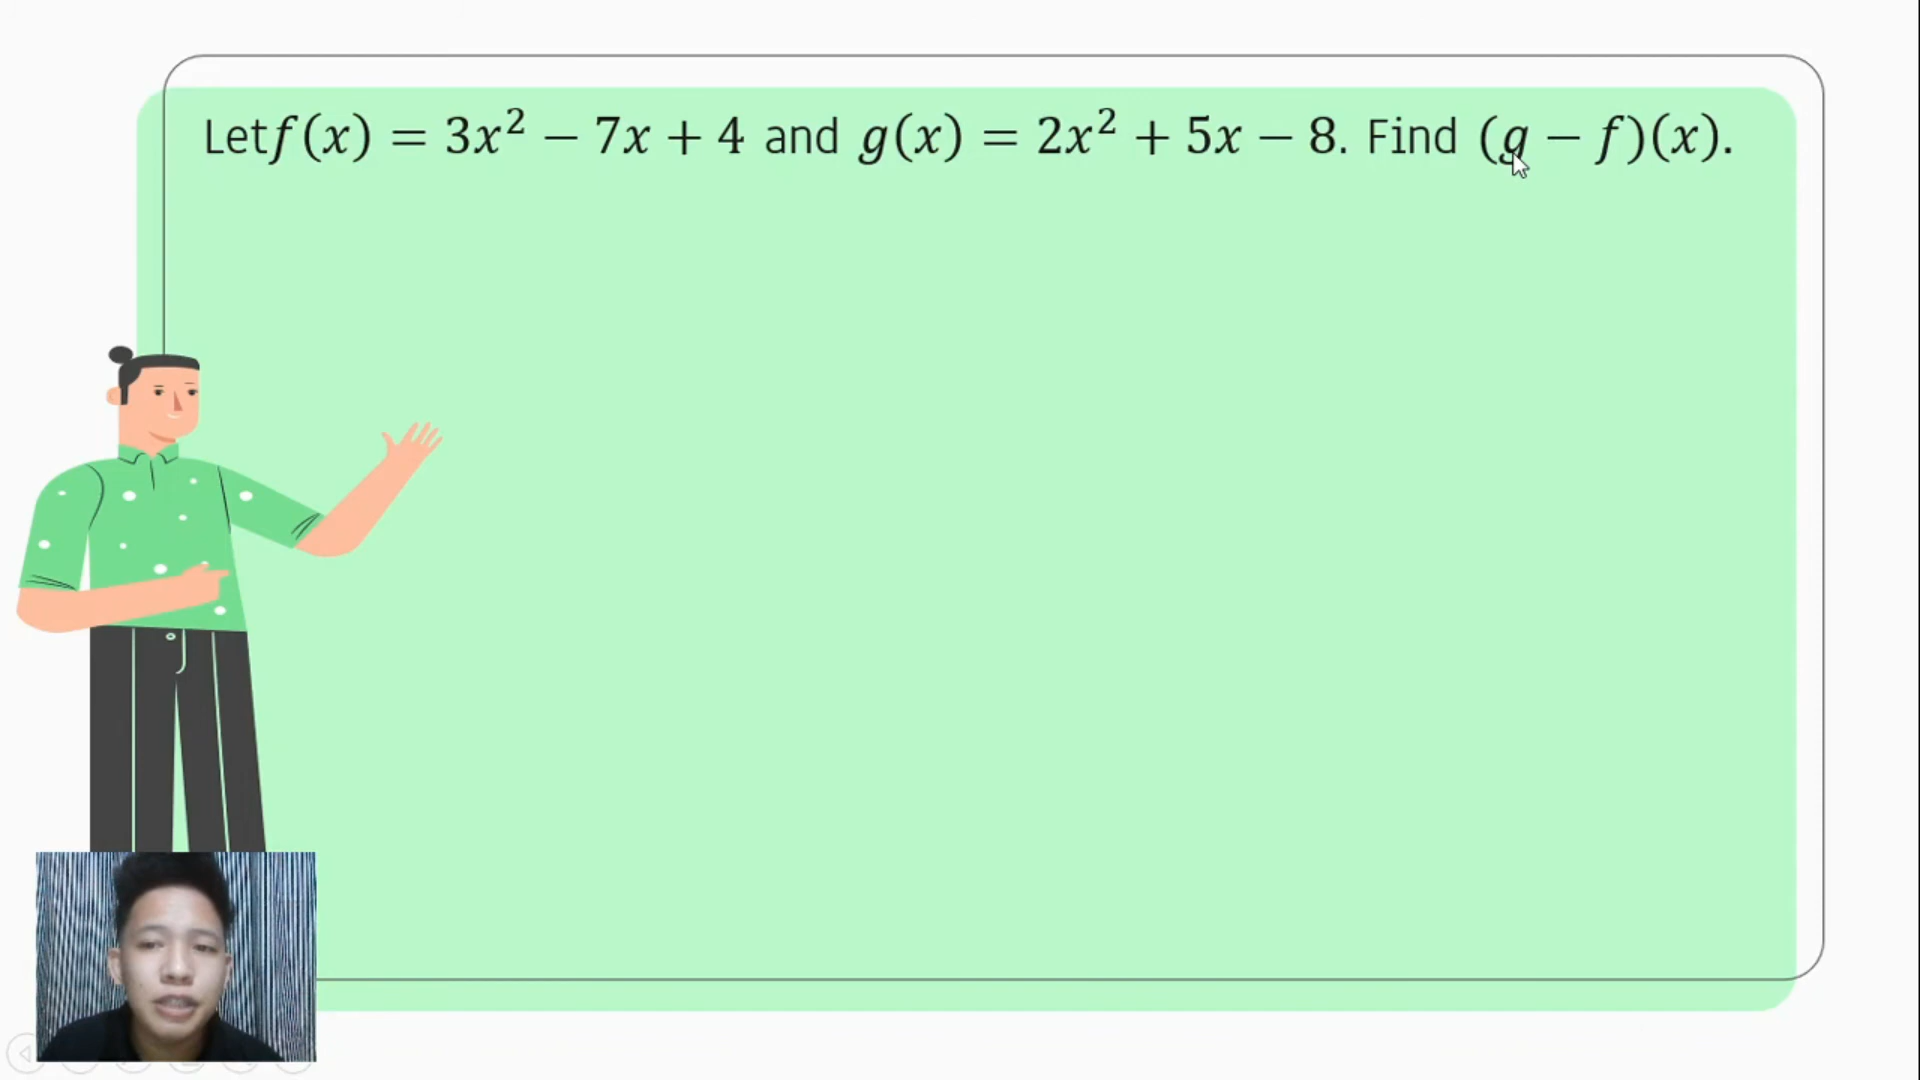 Let f(x) = 3x² − 7x + 4 and g(x) = 2x² + 5x − 8. Find (g − f)(x).